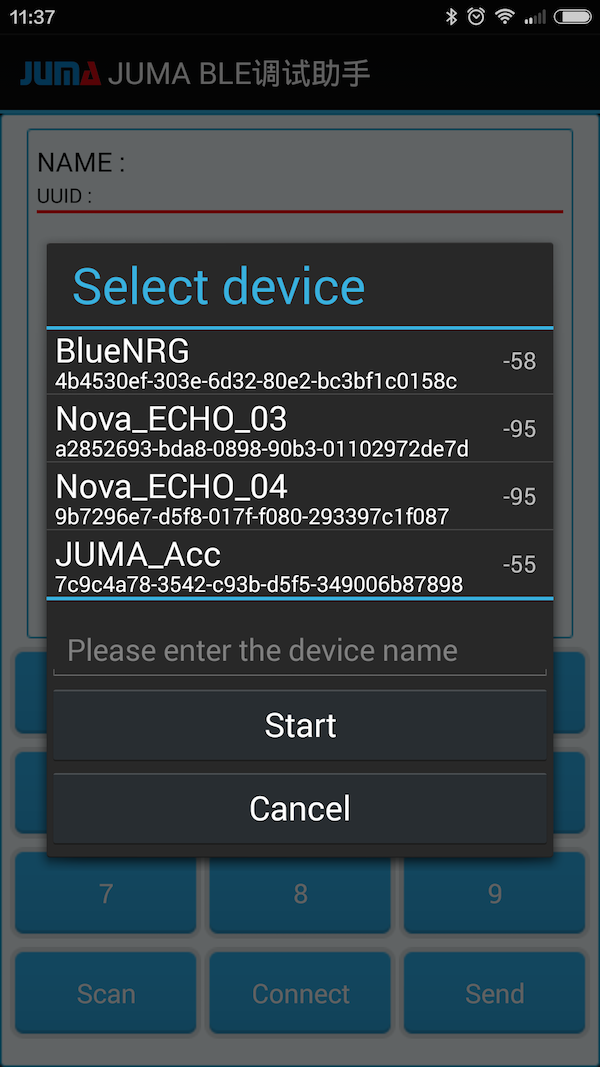 11:37
JUMA JUMA BLE调试助手
NAME :
UUID :
Select device
BlueNRG
4b4530ef-303e-6d32-80e2-bc3bf1c0158c
-58
Nova_ECHO_03
a2852693-bda8-0898-90b3-01102972de7d
-95
Nova_ECHO_04
9b7296e7-d5f8-017f-f080-293397c1f087
-95
JUMA_Acc
7c9c4a78-3542-c93b-d5f5-349006b87898
-55
Please enter the device name
Start
Cancel
7 8 9
Scan Connect Send